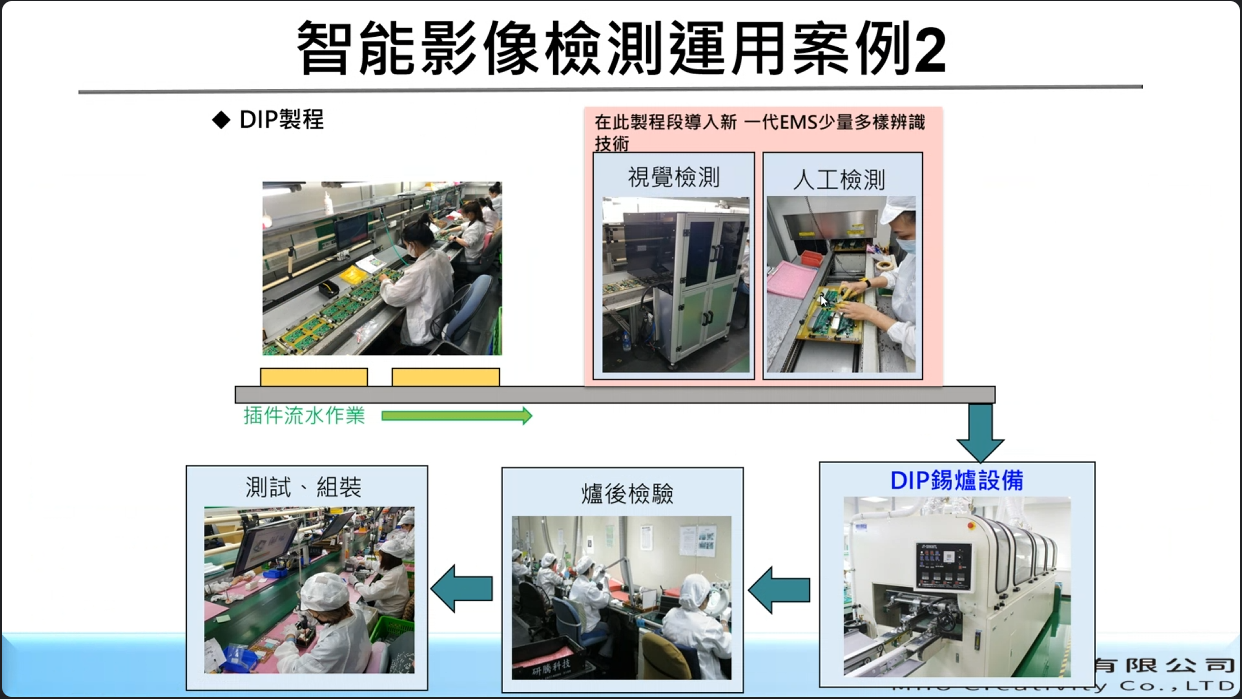 智能影像檢測運用案例2
◆ DIP製程
在此製程段導入新 一代EMS少量多樣辨識
技術
視覺檢測
人工檢測
插件流水作業
DIP錫爐設備
爐後檢驗
測試、組裝
研騰科技
有限公司
Creativity Co.,LTD